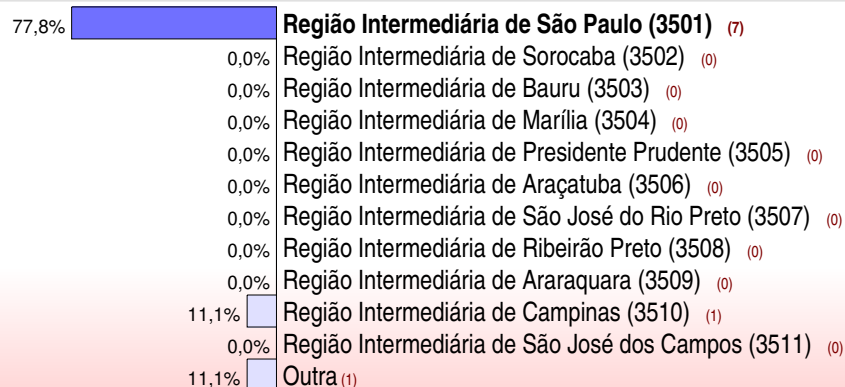 77,8% Região Intermediária de São Paulo (3501) (7)
0,0% Região Intermediária de Sorocaba (3502) (0)
0,0% Região Intermediária de Bauru (3503) (0)
0,0% Região Intermediária de Marília (3504) (0)
0,0% Região Intermediária de Presidente Prudente (3505) (0)
0,0% Região Intermediária de Araçatuba (3506) (0)
0,0% Região Intermediária de São José do Rio Preto (3507) (0)
0,0% Região Intermediária de Ribeirão Preto (3508) (0)
0,0% Região Intermediária de Araraquara (3509) (0)
11,1% Região Intermediária de Campinas (3510) (1)
0,0% Região Intermediária de São José dos Campos (3511) (0)
11,1% Outra (1)